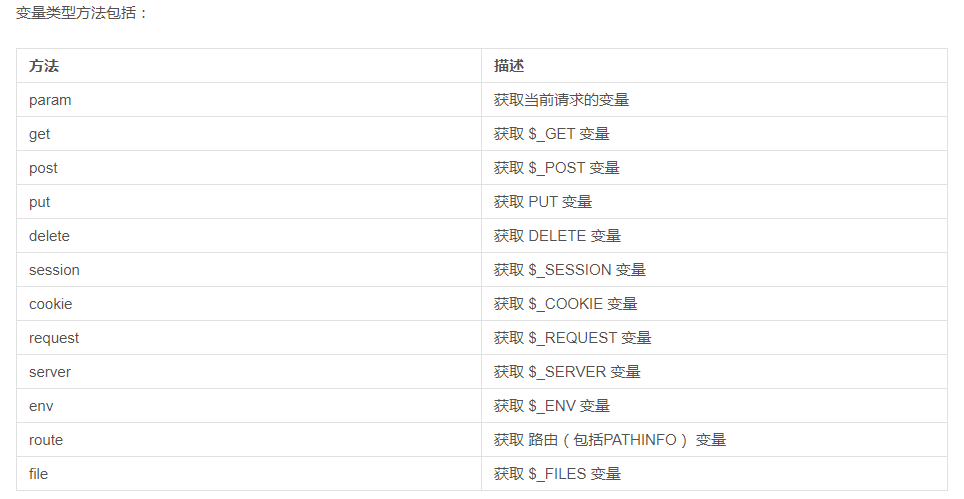 变量类型方法包括：
方法 描述
param 获取当前请求的变量
get 获取 $_GET 变量
post 获取 $_POST 变量
put 获取 PUT 变量
delete 获取 DELETE 变量
session 获取 $_SESSION 变量
cookie 获取 $_COOKIE 变量
request 获取 $_REQUEST 变量
server 获取 $_SERVER 变量
env 获取 $_ENV 变量
route 获取 路由（包括PATHINFO） 变量
file 获取 $_FILES 变量